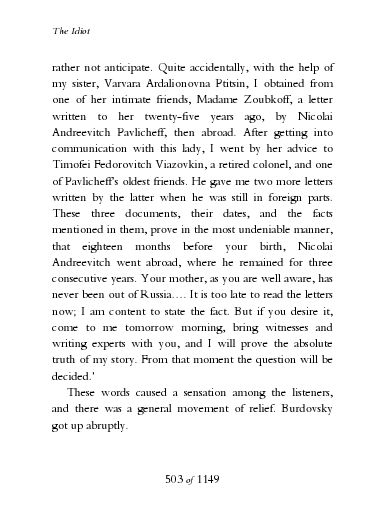 The Idiot
rather not anticipate. Quite accidentally, with the help of
my sister, Varvara Ardalionovna Ptitsin, I obtained from
one of her intimate friends, Madame Zoubkoff, a letter
written to her twenty-five years ago, by Nicolai
Andreevitch Pavlicheff, then abroad. After getting into
communication with this lady, I went by her advice to
Timofei Fedorovitch Viazovkin, a retired colonel, and one
of Pavlicheff's oldest friends. He gave me two more letters
written by the latter when he was still in foreign parts.
These three documents, their dates, and the facts
mentioned in them, prove in the most undeniable manner,
that eighteen months before your birth, Nicolai
Andreevitch went abroad, where he remained for three
consecutive years. Your mother, as you are well aware, has
never been out of Russia.... It is too late to read the letters
now; I am content to state the fact. But if you desire it,
come to me tomorrow morning, bring witnesses and
writing experts with you, and I will prove the absolute
truth of my story. From that moment the question will be
decided.'
These words caused a sensation among the listeners,
and there was a general movement of relief. Burdovsky
got up abruptly.
503 of 1149